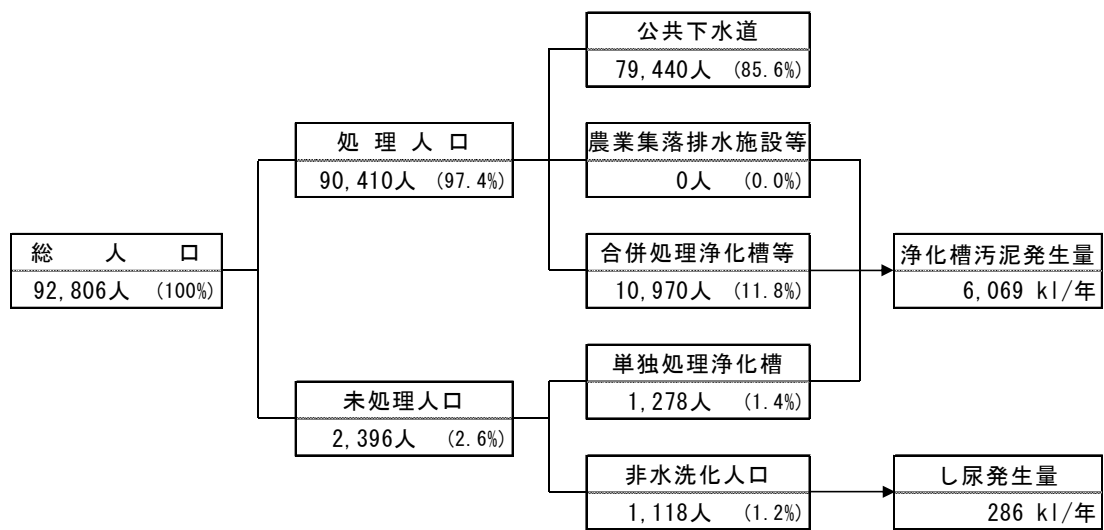 公共下水道
79,440人 (85.6%)
処理人口
90,410人 (97.4%)
農業集落排水施設等
0人 (0.0%)
総人口
92,806人 (100%)
合併処理浄化槽等
10,970人 (11.8%)
浄化槽汚泥発生量
6,069 kl/年
単独処理浄化槽
1,278人 (1.4%)
未処理人口
2,396人 (2.6%)
非水洗化人口
1,118人 (1.2%)
し尿発生量
286 kl/年